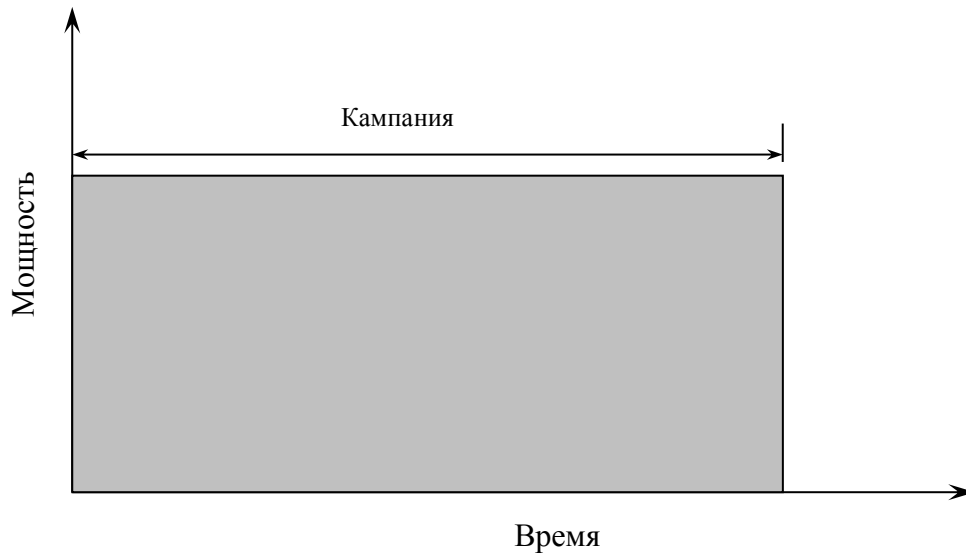 Кампания
Мощность
Время